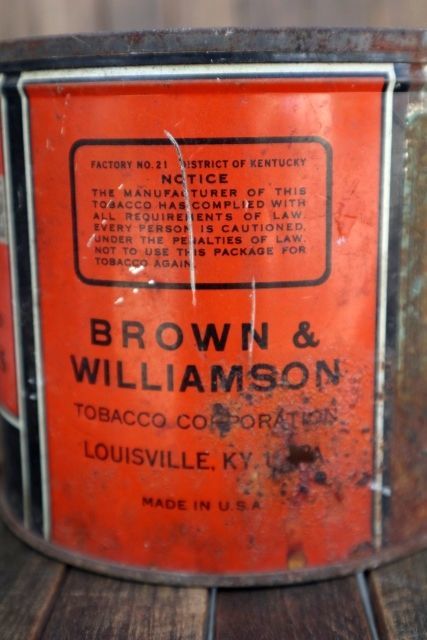 FACTORY NO. 21 DISTRICT OF KENTUCKY
NOTICE
THE MANUFACTURER OF THIS
TOBACCO HAS COMPLIED WITH
ALL REQUIREMENTS OF LAW.
EVERY PERSON IS CAUTIONED,
UNDER THE PENALTIES OF LAW,
NOT TO USE THIS PACKAGE FOR
TOBACCO AGAIN.
BROWN &
WILLIAMSON
TOBACCO CORPORATION
LOUISVILLE, KY., U.S.A.
MADE IN U.S.A.